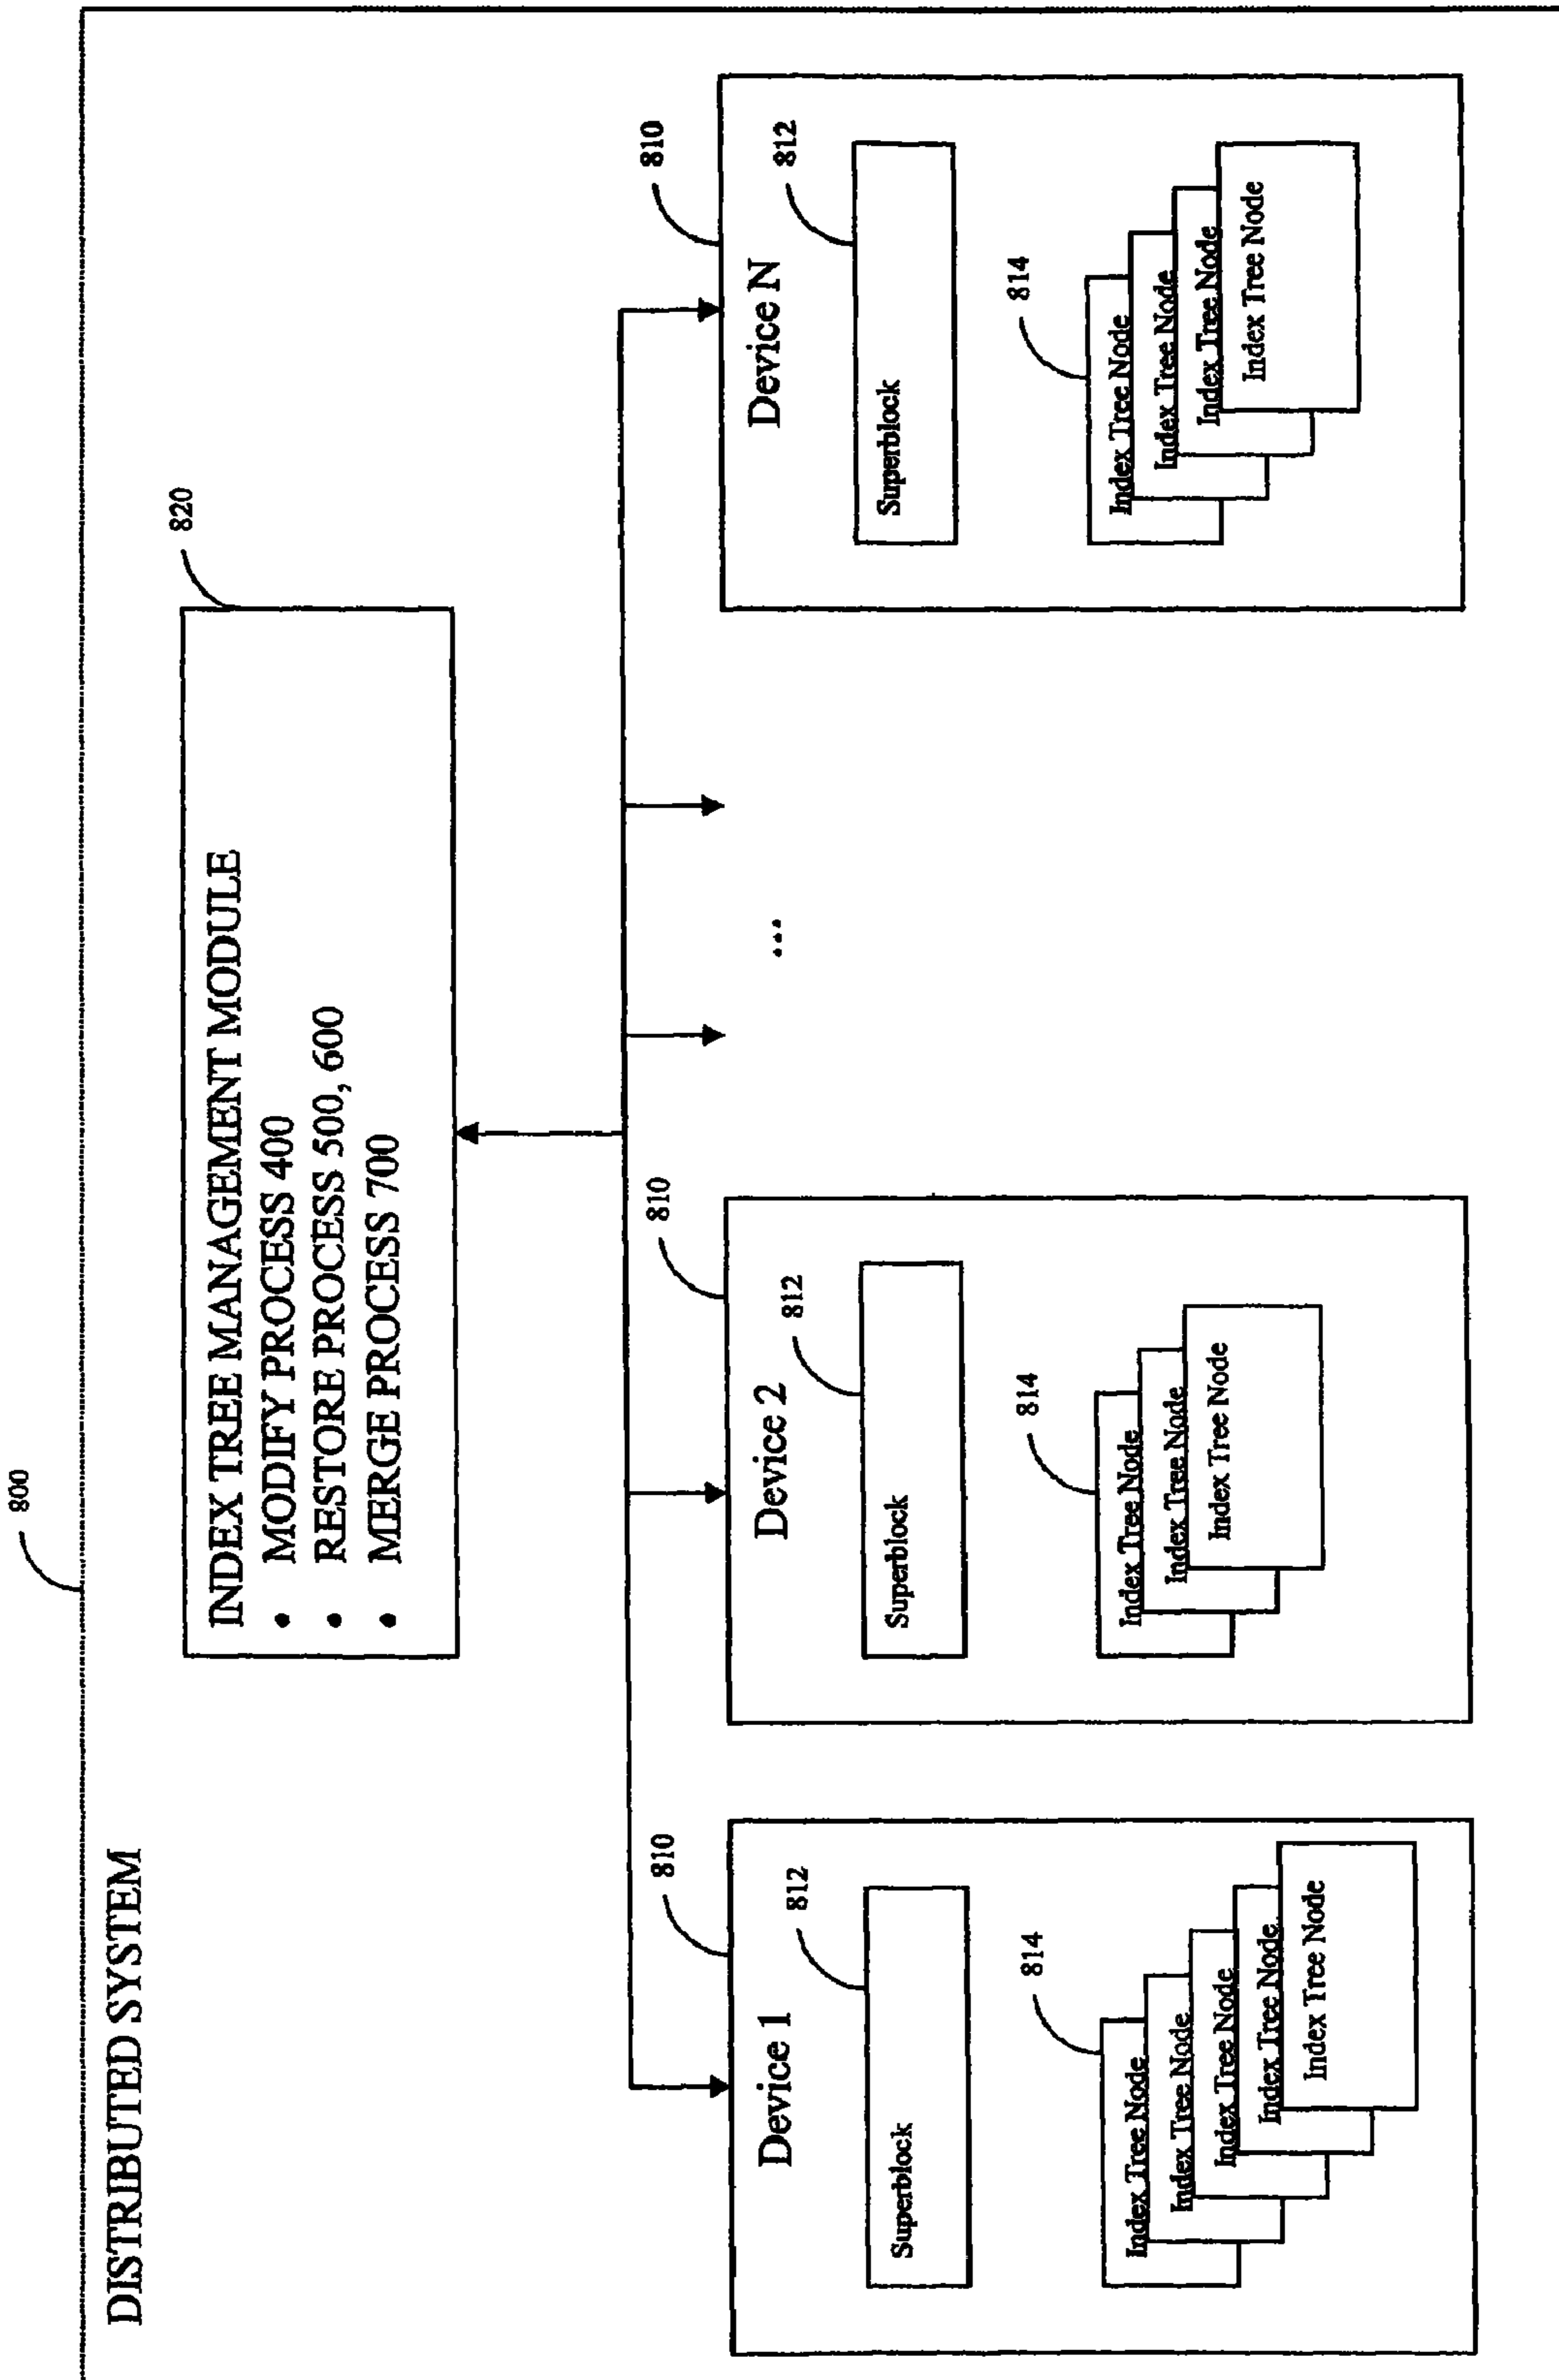 800
DISTRIBUTED SYSTEM
820
INDEX TREE MANAGEMENT MODULE
• MODIFY PROCESS 400
• RESTORE PROCESS 500, 600
• MERGE PROCESS 700
810
Device 1
812
Superblock
814
Index Tree Node
Index Tree Node
Index Tree Node
Index Tree Node
Index Tree Node
810
Device 2
812
Superblock
814
Index Tree Node
Index Tree Node
Index Tree Node
...
810
Device N
812
Superblock
814
Index Tree Node
Index Tree Node
Index Tree Node
Index Tree Node